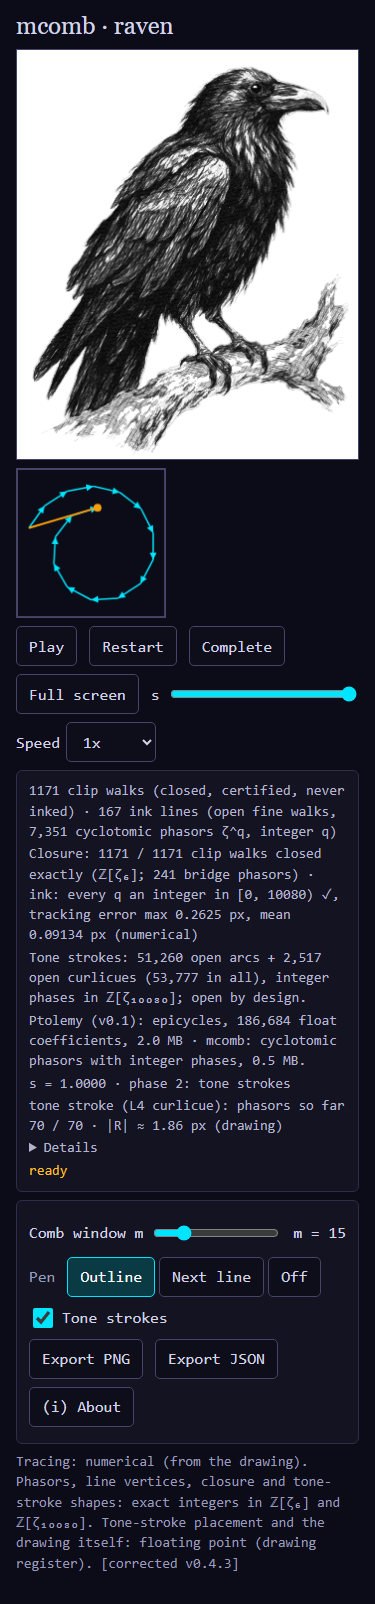 mcomb · raven
Play
Restart
Complete
Full screen
s
Speed
1x
1171 clip walks (closed, certified, never
inked) · 167 ink lines (open fine walks,
7,351 cyclotomic phasors ζ^q, integer q)
Closure: 1171 / 1171 clip walks closed
exactly (ℤ[ζ₆]; 241 bridge phasors) ·
ink: every q an integer in [0, 10080) ✓,
tracking error max 0.2625 px, mean
0.09134 px (numerical)
Tone strokes: 51,260 open arcs + 2,517
open curlicues (53,777 in all), integer
phases in ℤ[ζ₁₀₀₈₀]; open by design.
Ptolemy (v0.1): epicycles, 186,684 float
coefficients, 2.0 MB · mcomb: cyclotomic
phasors with integer phases, 0.5 MB.
s = 1.0000 · phase 2: tone strokes
tone stroke (L4 curlicue): phasors so far
70 / 70 · |R| ≈ 1.86 px (drawing)
▶ Details
ready
Comb window m
m = 15
Pen
Outline
Next line
Off
Tone strokes
Export PNG
Export JSON
(i) About
Tracing: numerical (from the drawing).
Phasors, line vertices, closure and tone-
stroke shapes: exact integers in ℤ[ζ₆] and
ℤ[ζ₁₀₀₈₀]. Tone-stroke placement and the
drawing itself: floating point (drawing
register). [corrected v0.4.3]